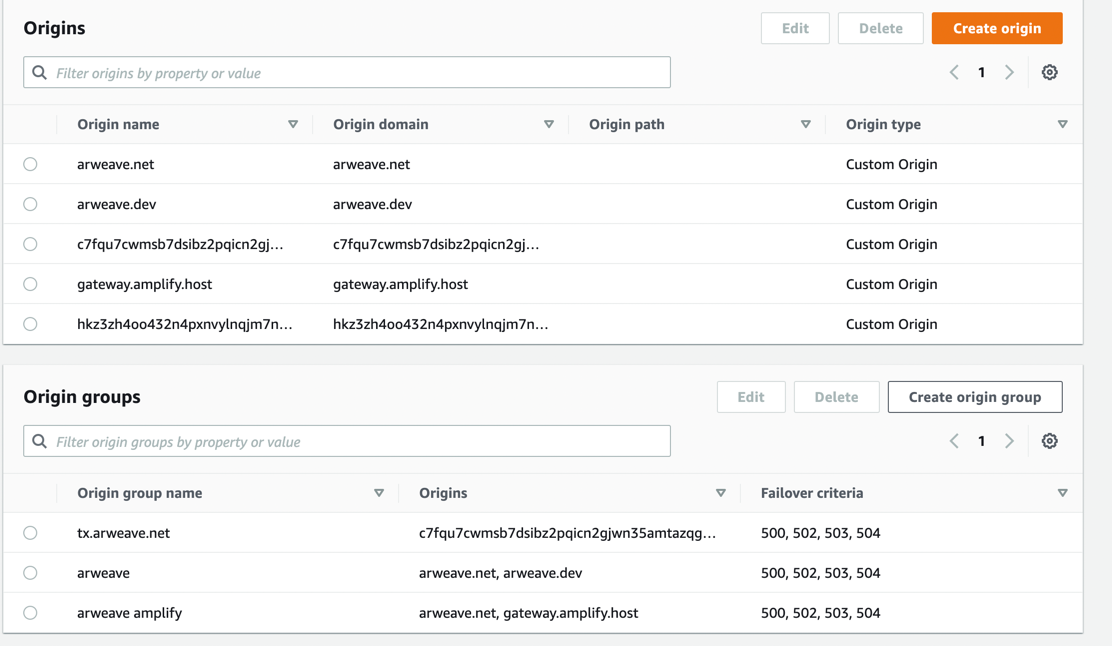 Origins
Edit
Delete
Create origin
Filter origins by property or value
1
Origin name
Origin domain
Origin path
Origin type
arweave.net arweave.net Custom Origin
arweave.dev arweave.dev Custom Origin
c7fqu7cwmsb7dsibz2pqicn2gj... c7fqu7cwmsb7dsibz2pqicn2gj... Custom Origin
gateway.amplify.host gateway.amplify.host Custom Origin
hkz3zh4oo432n4pxnvylnqjm7n... hkz3zh4oo432n4pxnvylnqjm7n... Custom Origin
Origin groups
Edit
Delete
Create origin group
Filter origin groups by property or value
1
Origin group name
Origins
Failover criteria
tx.arweave.net c7fqu7cwmsb7dsibz2pqicn2gjwn35amtazqg... 500, 502, 503, 504
arweave arweave.net, arweave.dev 500, 502, 503, 504
arweave amplify arweave.net, gateway.amplify.host 500, 502, 503, 504